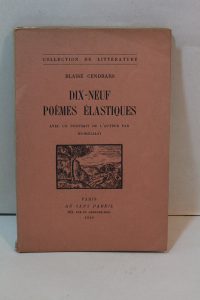 COLLECTION DE LITTÉRATURE
BLAISE CENDRARS
DIX-NEUF
POÈMES ÉLASTIQUES
AVEC UN PORTRAIT DE L'AUTEUR PAR
PARIS
AU SANS PAREIL
1919